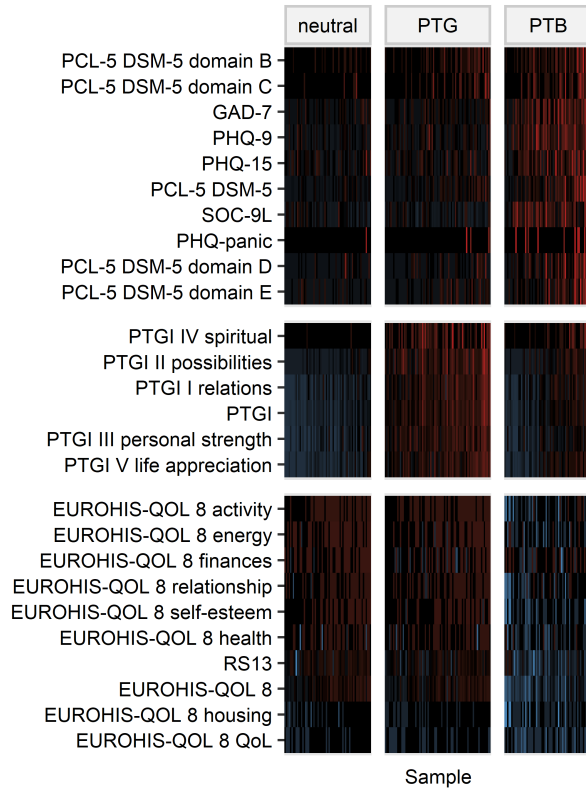 neutral PTG PTB
PCL-5 DSM-5 domain B
PCL-5 DSM-5 domain C
GAD-7
PHQ-9
PHQ-15
PCL-5 DSM-5
SOC-9L
PHQ-panic
PCL-5 DSM-5 domain D
PCL-5 DSM-5 domain E
PTGI IV spiritual
PTGI II possibilities
PTGI I relations
PTGI
PTGI III personal strength
PTGI V life appreciation
EUROHIS-QOL 8 activity
EUROHIS-QOL 8 energy
EUROHIS-QOL 8 finances
EUROHIS-QOL 8 relationship
EUROHIS-QOL 8 self-esteem
EUROHIS-QOL 8 health
RS13
EUROHIS-QOL 8
EUROHIS-QOL 8 housing
EUROHIS-QOL 8 QoL
Sample